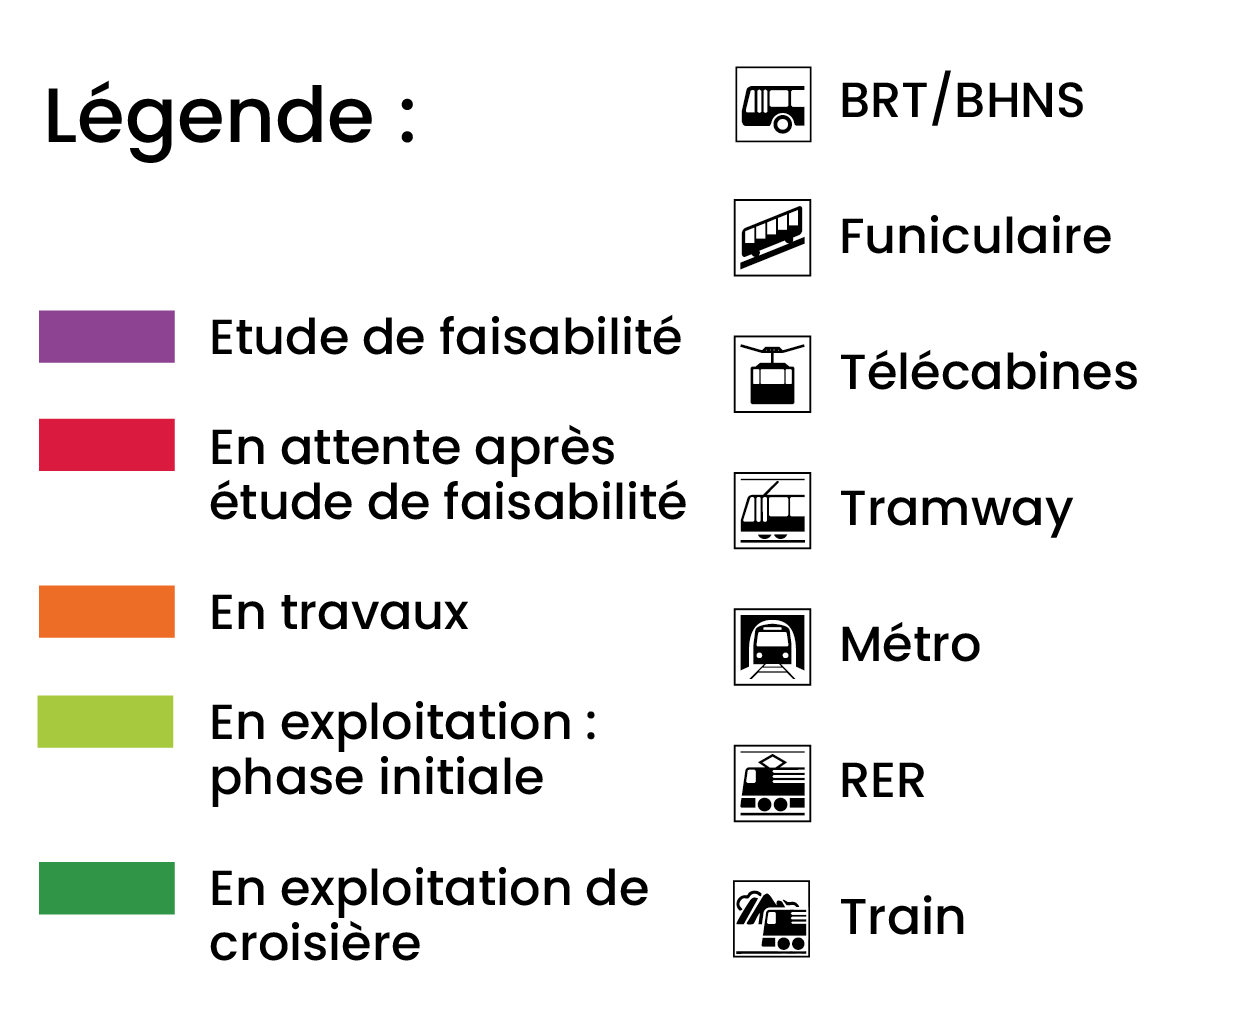 Légende :
Etude de faisabilité
En attente après
étude de faisabilité
En travaux
En exploitation :
phase initiale
En exploitation de
croisière
BRT/BHNS
Funiculaire
Télécabines
Tramway
Métro
RER
Train